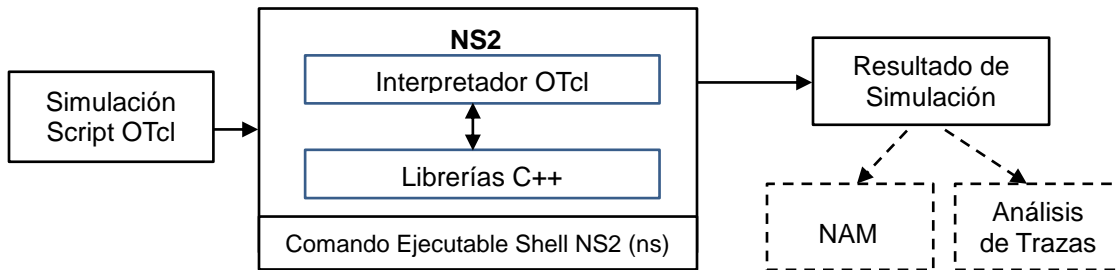 Simulación
Script OTcl
NS2
Interpretador OTcl
Librerías C++
Comando Ejecutable Shell NS2 (ns)
Resultado de
Simulación
NAM
Análisis
de Trazas